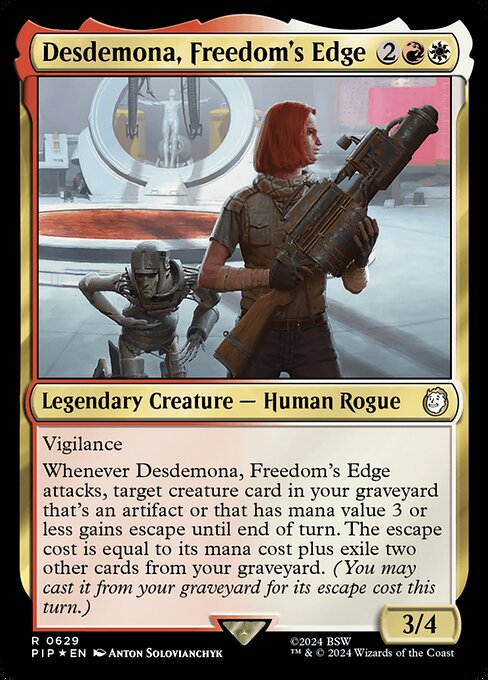 Desdemona, Freedom's Edge 2
Legendary Creature — Human Rogue
Vigilance
Whenever Desdemona, Freedom's Edge
attacks, target creature card in your graveyard
that's an artifact or that has mana value 3 or
less gains escape until end of turn. The escape
cost is equal to its mana cost plus exile two
other cards from your graveyard. (You may
cast it from your graveyard for its escape cost this
turn.)
3/4
R 0629
PIP★EN Anton Solovianchyk
©2024 BSW
™ & © 2024 Wizards of the Coast